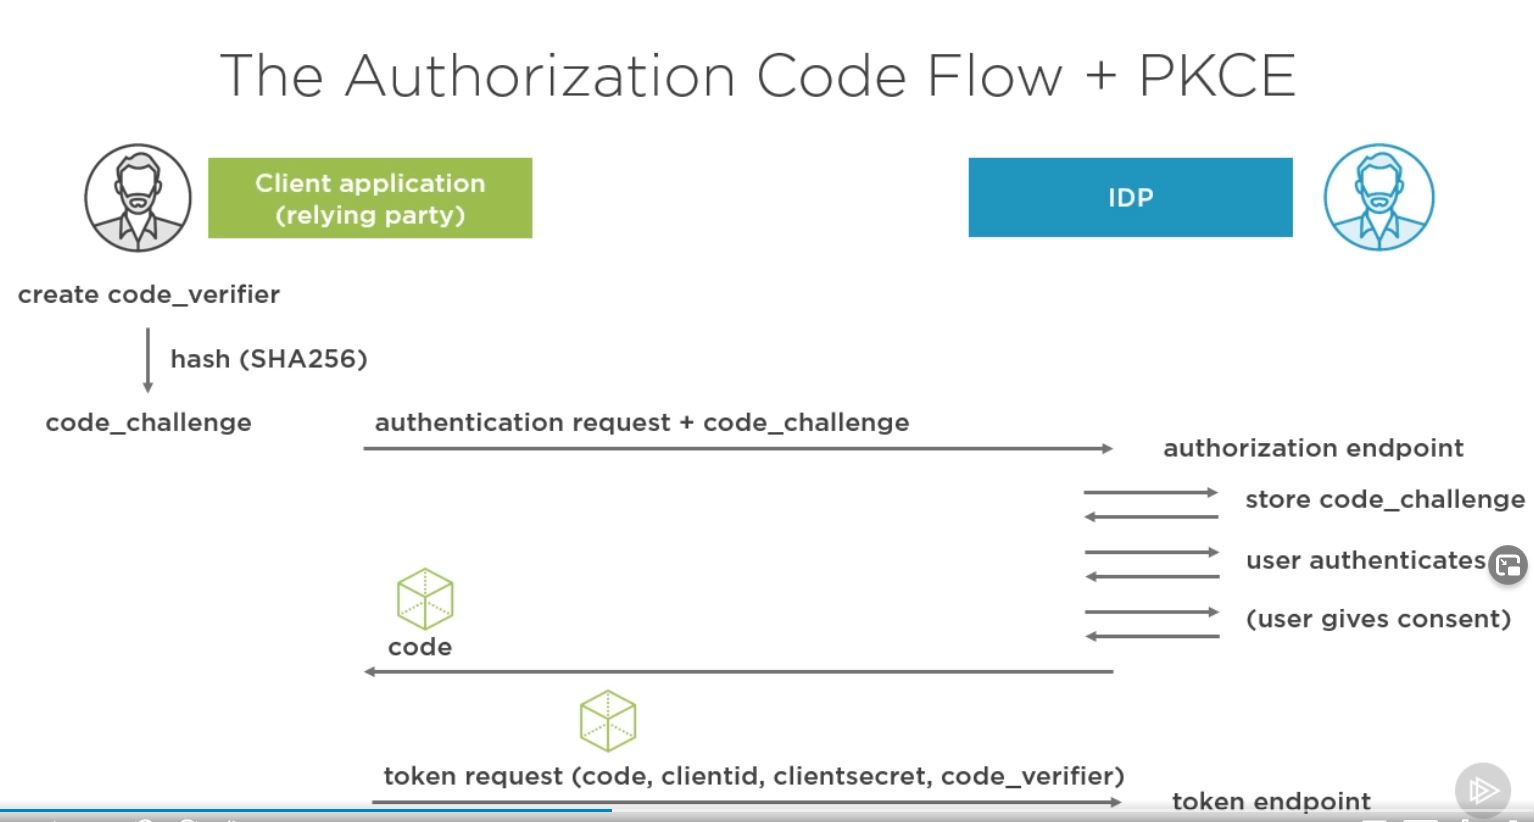 The Authorization Code Flow + PKCE
Client application
(relying party)
IDP
create code_verifier
hash (SHA256)
code_challenge
authentication request + code_challenge
authorization endpoint
store code_challenge
user authenticates
(user gives consent)
code
token request (code, clientid, clientsecret, code_verifier)
token endpoint